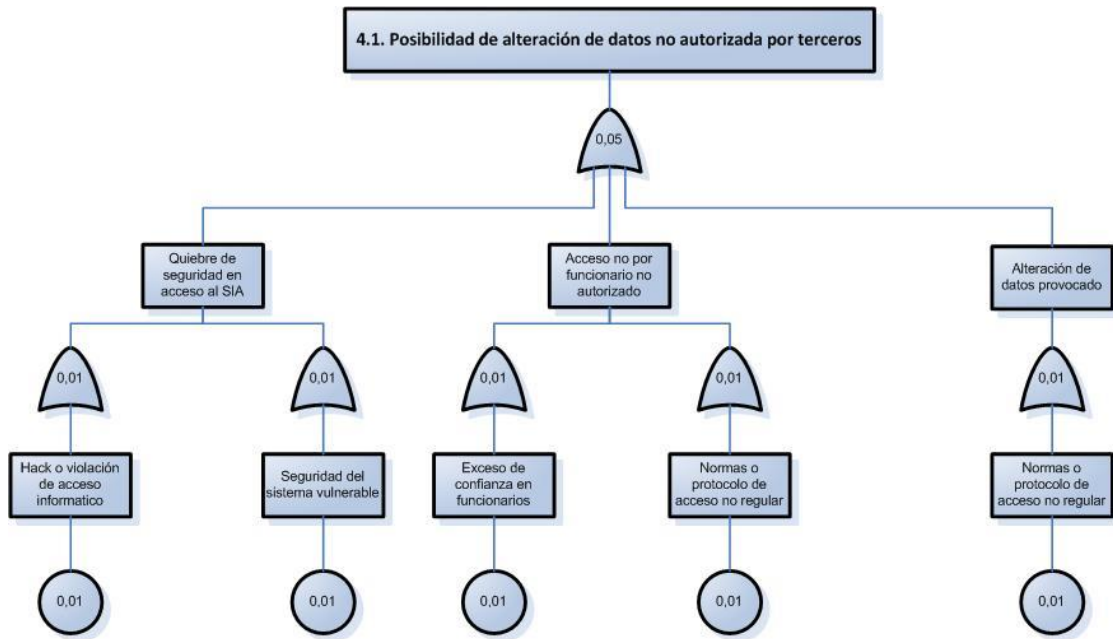 4.1. Posibilidad de alteración de datos no autorizada por terceros
0,05
Quiebre de
seguridad en
acceso al SIA
Acceso no por
funcionario no
autorizado
Alteración de
datos provocado
0,01
0,01
0,01
0,01
0,01
Hack o violación
de acceso
informatico
Seguridad del
sistema vulnerable
Exceso de
confianza en
funcionarios
Normas o
protocolo de
acceso no regular
Normas o
protocolo de
acceso no regular
0,01
0,01
0,01
0,01
0,01